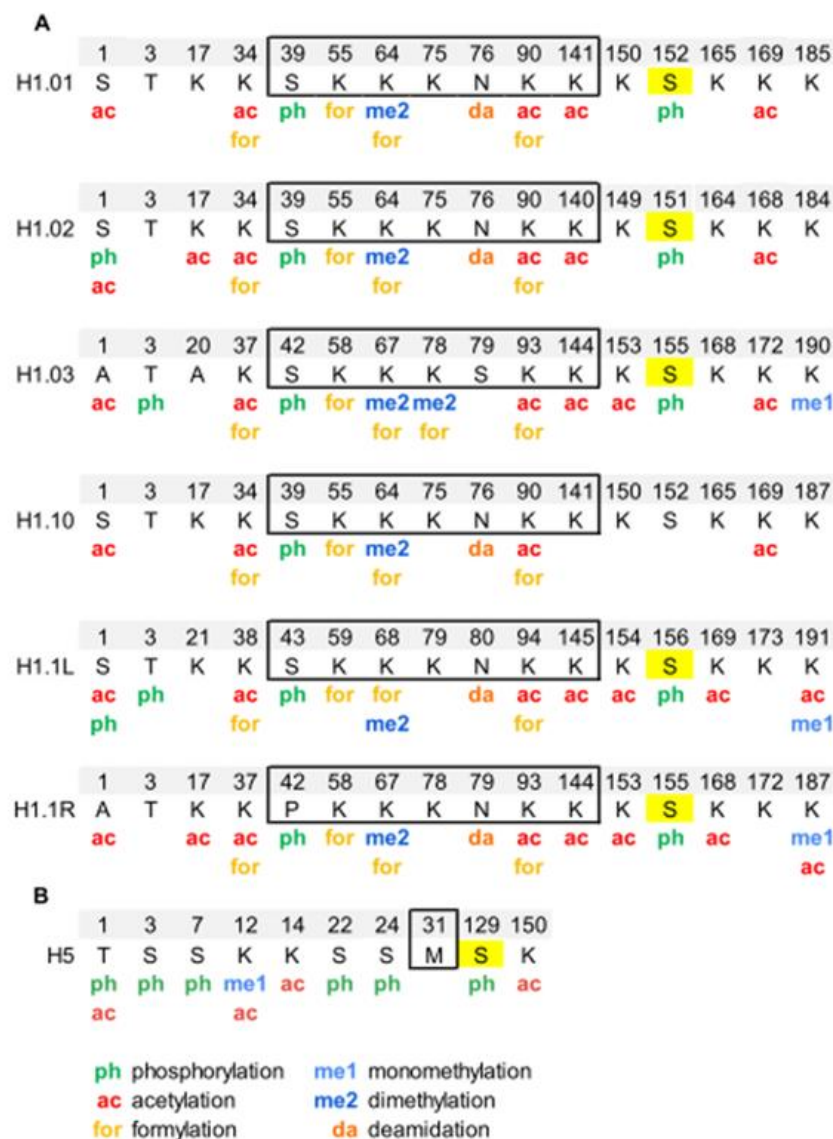 A
1 3 17 34 39 55 64 75 76 90 141 150 152 165 169 185
H1.01 S T K K S K K K N K K K S K K K
ac ac ph for me2 da ac ac ph ac
for for for
1 3 17 34 39 55 64 75 76 90 140 149 151 164 168 184
H1.02 S T K K S K K K N K K K S K K K
ph ac ac ph for me2 da ac ac ph ac
ac for for for
1 3 20 37 42 58 67 78 79 93 144 153 155 168 172 190
H1.03 A T A K S K K K S K K K S K K K
ac ph ac ph for me2 me2 ac ac ac ph ac me1
for for for for
1 3 17 34 39 55 64 75 76 90 141 150 152 165 169 187
H1.10 S T K K S K K K N K K K S K K K
ac ac ph for me2 da ac ac
for for for
1 3 21 38 43 59 68 79 80 94 145 154 156 169 173 191
H1.1L S T K K S K K K N K K K S K K K
ac ph ac ph for for da ac ac ac ph ac ac
ph for me2 for me1
1 3 17 37 42 58 67 78 79 93 144 153 155 168 172 187
H1.1R A T K K P K K K N K K K S K K K
ac ac ac ph for me2 da ac ac ac ph ac me1
for for for ac
B
1 3 7 12 14 22 24 31 129 150
H5 T S S K K S S M S K
ph ph ph me1 ac ph ph ph ac
ac ac
ph phosphorylation me1 monomethylation
ac acetylation me2 dimethylation
for formylation da deamidation